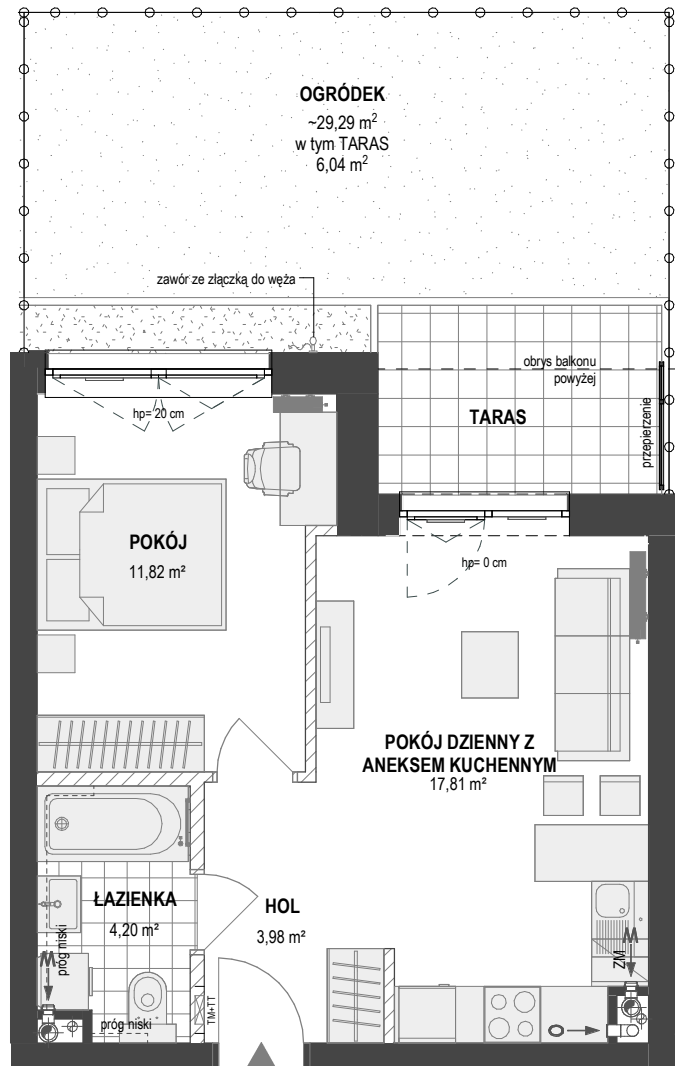 OGRÓDEK
~29,29 m²
w tym TARAS
6,04 m²
zawór ze złączką do węża
obrys balkonu
powyżej
hp= 20 cm
TARAS
przepierzenie
POKÓJ
11,82 m²
hp= 0 cm
POKÓJ DZIENNY Z
ANEKSEM KUCHENNYM
17,81 m²
ŁAZIENKA
4,20 m²
HOL
3,98 m²
próg niski
ZM
TM+TT
próg niski